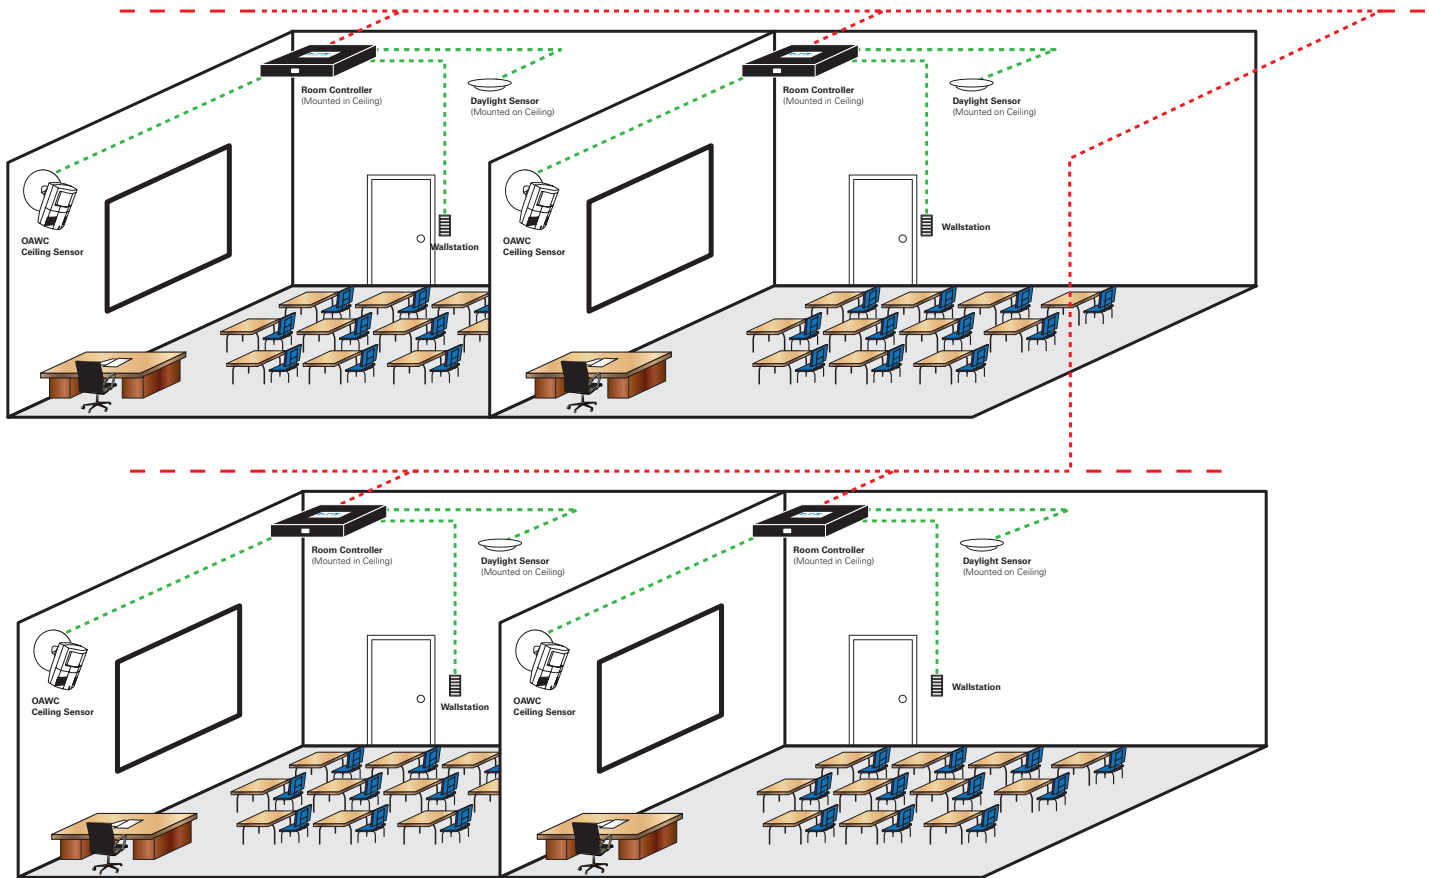 Room Controller
(Mounted in Ceiling)
Daylight Sensor
(Mounted on Ceiling)
OAWC
Ceiling Sensor
Wallstation
Room Controller
(Mounted in Ceiling)
Daylight Sensor
(Mounted on Ceiling)
OAWC
Ceiling Sensor
Wallstation
Room Controller
(Mounted in Ceiling)
Daylight Sensor
(Mounted on Ceiling)
OAWC
Ceiling Sensor
Wallstation
Room Controller
(Mounted in Ceiling)
Daylight Sensor
(Mounted on Ceiling)
OAWC
Ceiling Sensor
Wallstation